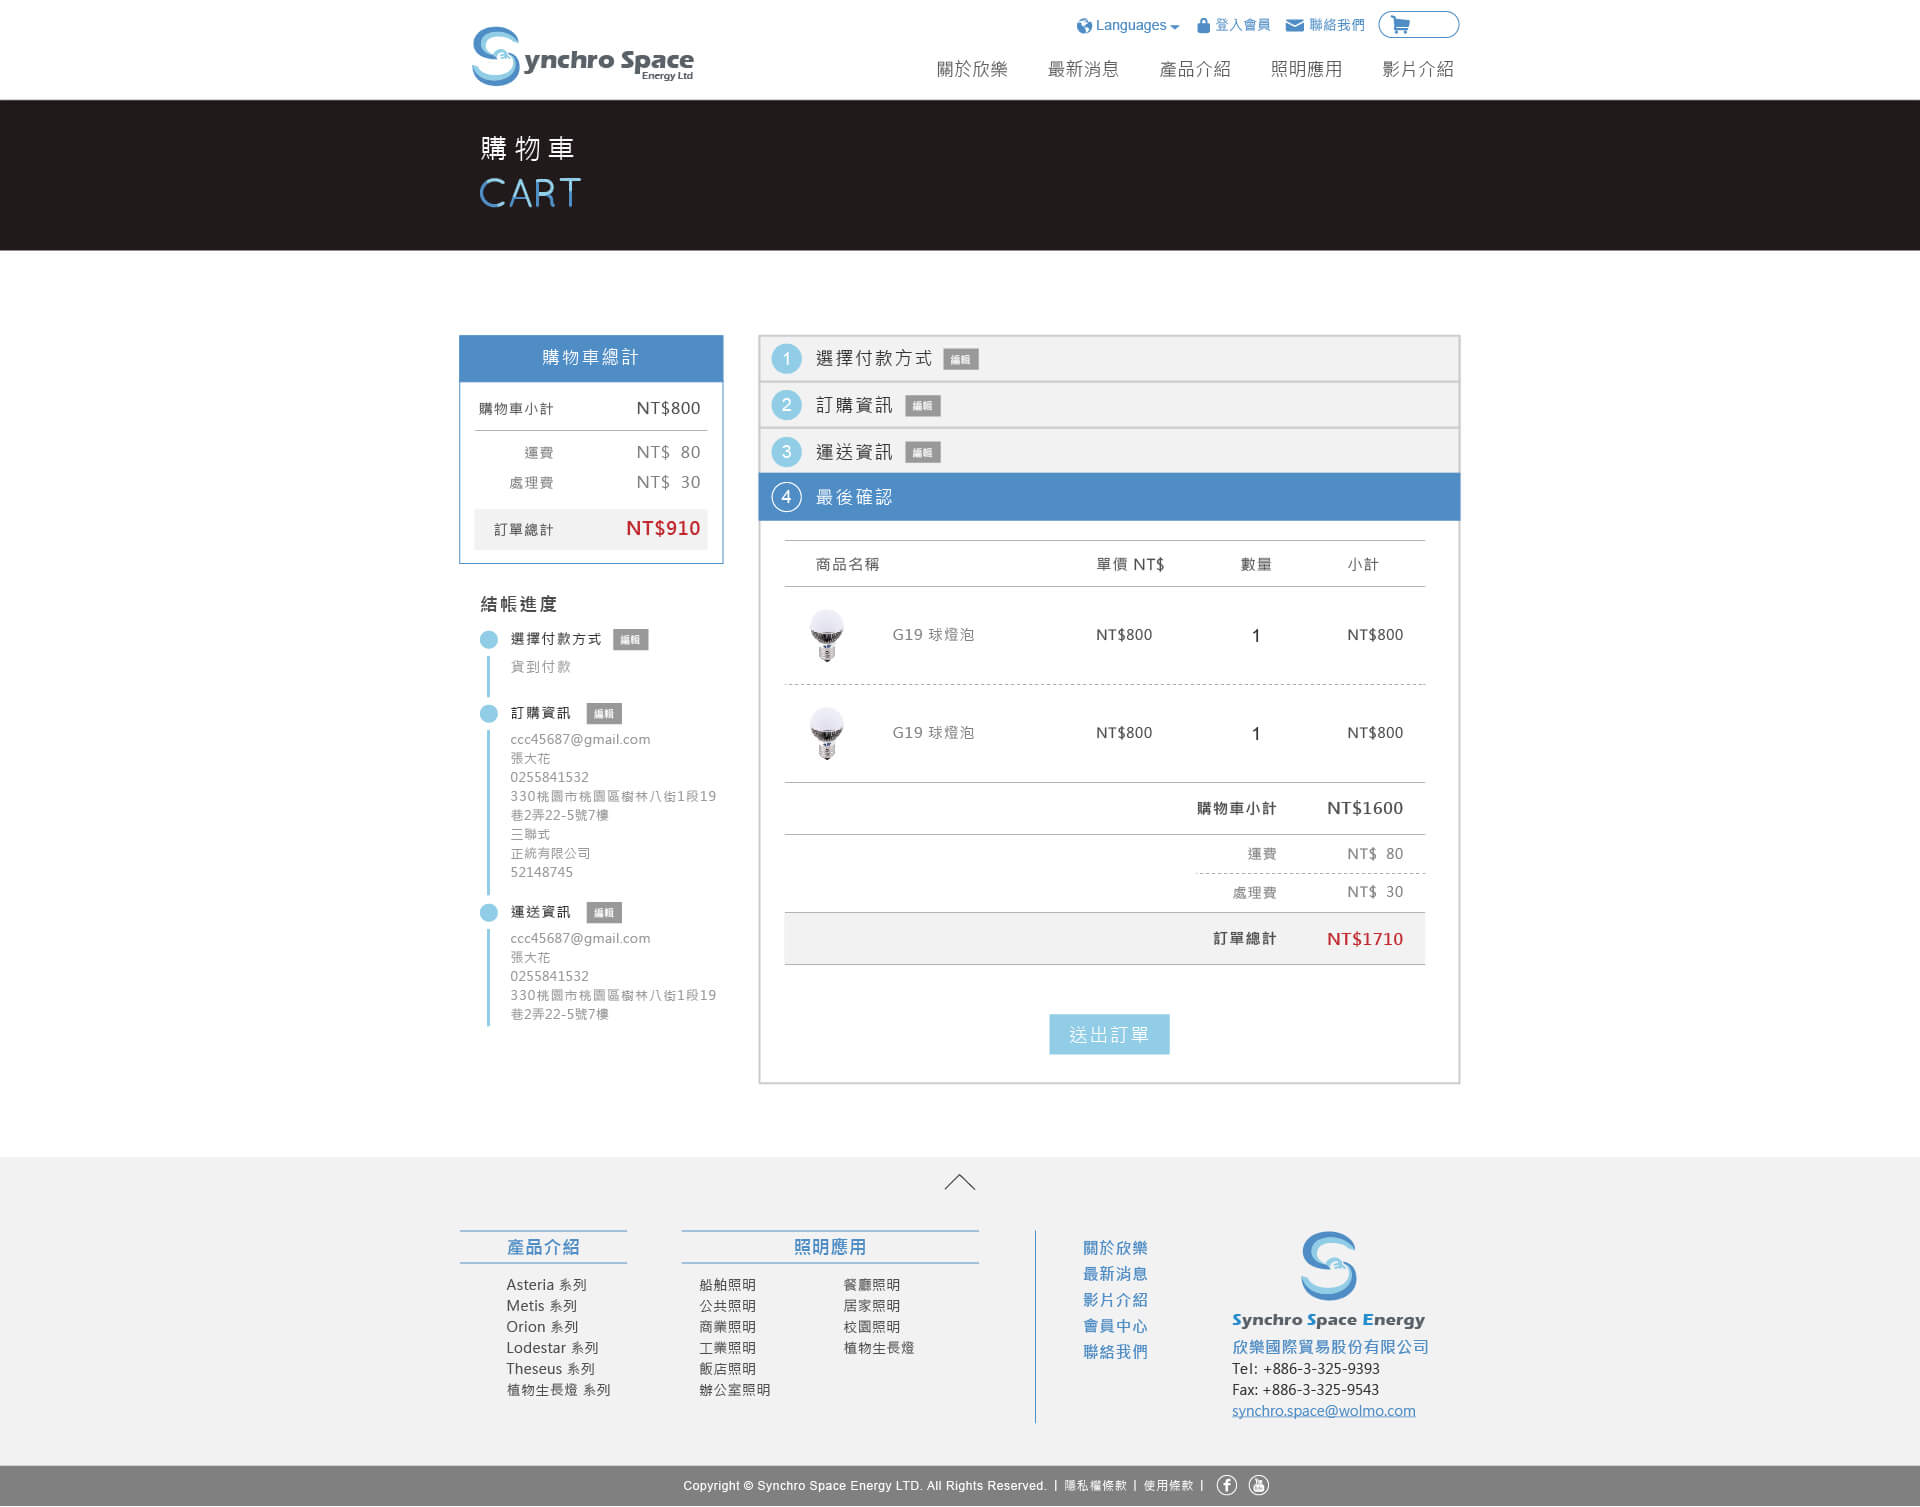 Languages 登入會員 聯絡我們
Synchro Space
Energy Ltd
關於欣樂 最新消息 產品介紹 照明應用 影片介紹
購物車
CART
購物車總計
購物車小計 NT$800
運費 NT$ 80
處理費 NT$ 30
訂單總計 NT$910
結帳進度
選擇付款方式 編輯
貨到付款
訂購資訊 編輯
ccc45687@gmail.com
張大花
0255841532
330桃園市桃園區樹林八街1段19
巷2弄22-5號7樓
三聯式
正統有限公司
52148745
運送資訊 編輯
ccc45687@gmail.com
張大花
0255841532
330桃園市桃園區樹林八街1段19
巷2弄22-5號7樓
1 選擇付款方式 編輯
2 訂購資訊 編輯
3 運送資訊 編輯
4 最後確認
商品名稱 單價 NT$ 數量 小計
G19 球燈泡 NT$800 1 NT$800
G19 球燈泡 NT$800 1 NT$800
購物車小計 NT$1600
運費 NT$ 80
處理費 NT$ 30
訂單總計 NT$1710
送出訂單
產品介紹
Asteria 系列
Metis 系列
Orion 系列
Lodestar 系列
Theseus 系列
植物生長燈 系列
照明應用
船舶照明
公共照明
商業照明
工業照明
飯店照明
辦公室照明
餐廳照明
居家照明
校園照明
植物生長燈
關於欣樂
最新消息
影片介紹
會員中心
聯絡我們
Synchro Space Energy
欣樂國際貿易股份有限公司
Tel: +886-3-325-9393
Fax: +886-3-325-9543
synchro.space@wolmo.com
Copyright © Synchro Space Energy LTD. All Rights Reserved. | 隱私權條款 | 使用條款 |